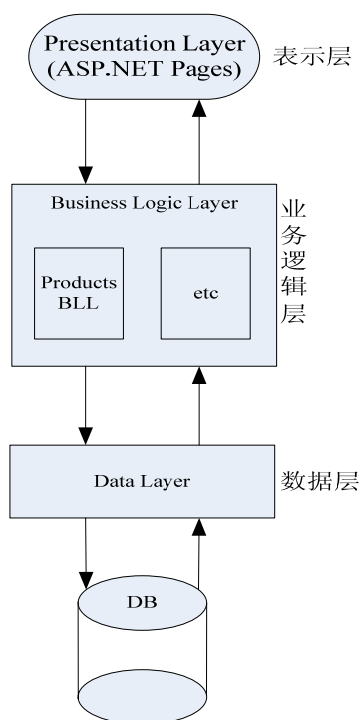 Presentation Layer
(ASP.NET Pages)
表示层
Business Logic Layer
业务逻辑层
Products
BLL
etc
Data Layer
数据层
DB